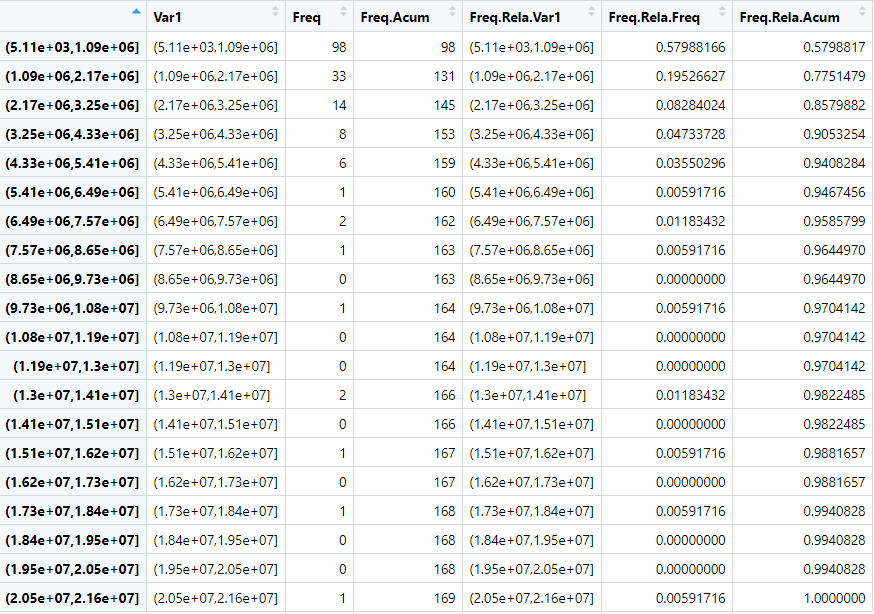 Var1 Freq Freq.Acum Freq.Rela.Var1 Freq.Rela.Freq Freq.Rela.Acum
(5.11e+03,1.09e+06] (5.11e+03,1.09e+06] 98 98 (5.11e+03,1.09e+06] 0.57988166 0.5798817
(1.09e+06,2.17e+06] (1.09e+06,2.17e+06] 33 131 (1.09e+06,2.17e+06] 0.19526627 0.7751479
(2.17e+06,3.25e+06] (2.17e+06,3.25e+06] 14 145 (2.17e+06,3.25e+06] 0.08284024 0.8579882
(3.25e+06,4.33e+06] (3.25e+06,4.33e+06] 8 153 (3.25e+06,4.33e+06] 0.04733728 0.9053254
(4.33e+06,5.41e+06] (4.33e+06,5.41e+06] 6 159 (4.33e+06,5.41e+06] 0.03550296 0.9408284
(5.41e+06,6.49e+06] (5.41e+06,6.49e+06] 1 160 (5.41e+06,6.49e+06] 0.00591716 0.9467456
(6.49e+06,7.57e+06] (6.49e+06,7.57e+06] 2 162 (6.49e+06,7.57e+06] 0.01183432 0.9585799
(7.57e+06,8.65e+06] (7.57e+06,8.65e+06] 1 163 (7.57e+06,8.65e+06] 0.00591716 0.9644970
(8.65e+06,9.73e+06] (8.65e+06,9.73e+06] 0 163 (8.65e+06,9.73e+06] 0.00000000 0.9644970
(9.73e+06,1.08e+07] (9.73e+06,1.08e+07] 1 164 (9.73e+06,1.08e+07] 0.00591716 0.9704142
(1.08e+07,1.19e+07] (1.08e+07,1.19e+07] 0 164 (1.08e+07,1.19e+07] 0.00000000 0.9704142
(1.19e+07,1.3e+07] (1.19e+07,1.3e+07] 0 164 (1.19e+07,1.3e+07] 0.00000000 0.9704142
(1.3e+07,1.41e+07] (1.3e+07,1.41e+07] 2 166 (1.3e+07,1.41e+07] 0.01183432 0.9822485
(1.41e+07,1.51e+07] (1.41e+07,1.51e+07] 0 166 (1.41e+07,1.51e+07] 0.00000000 0.9822485
(1.51e+07,1.62e+07] (1.51e+07,1.62e+07] 1 167 (1.51e+07,1.62e+07] 0.00591716 0.9881657
(1.62e+07,1.73e+07] (1.62e+07,1.73e+07] 0 167 (1.62e+07,1.73e+07] 0.00000000 0.9881657
(1.73e+07,1.84e+07] (1.73e+07,1.84e+07] 1 168 (1.73e+07,1.84e+07] 0.00591716 0.9940828
(1.84e+07,1.95e+07] (1.84e+07,1.95e+07] 0 168 (1.84e+07,1.95e+07] 0.00000000 0.9940828
(1.95e+07,2.05e+07] (1.95e+07,2.05e+07] 0 168 (1.95e+07,2.05e+07] 0.00000000 0.9940828
(2.05e+07,2.16e+07] (2.05e+07,2.16e+07] 1 169 (2.05e+07,2.16e+07] 0.00591716 1.0000000